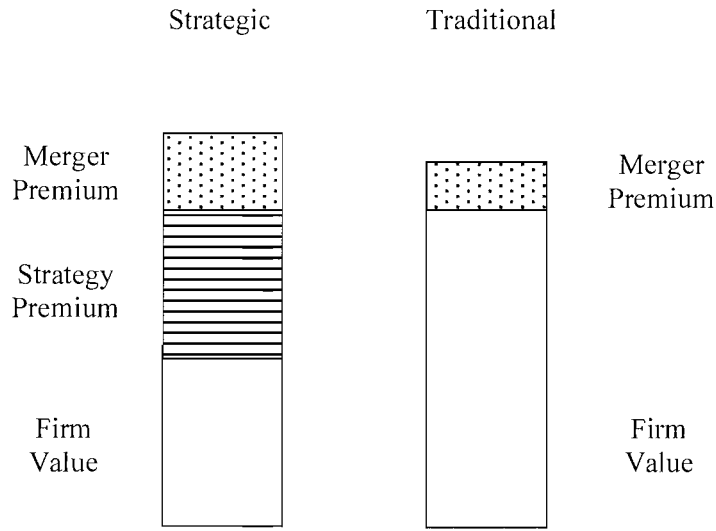 Strategic
Traditional
Merger
Premium
Merger
Premium
Strategy
Premium
Firm
Value
Firm
Value